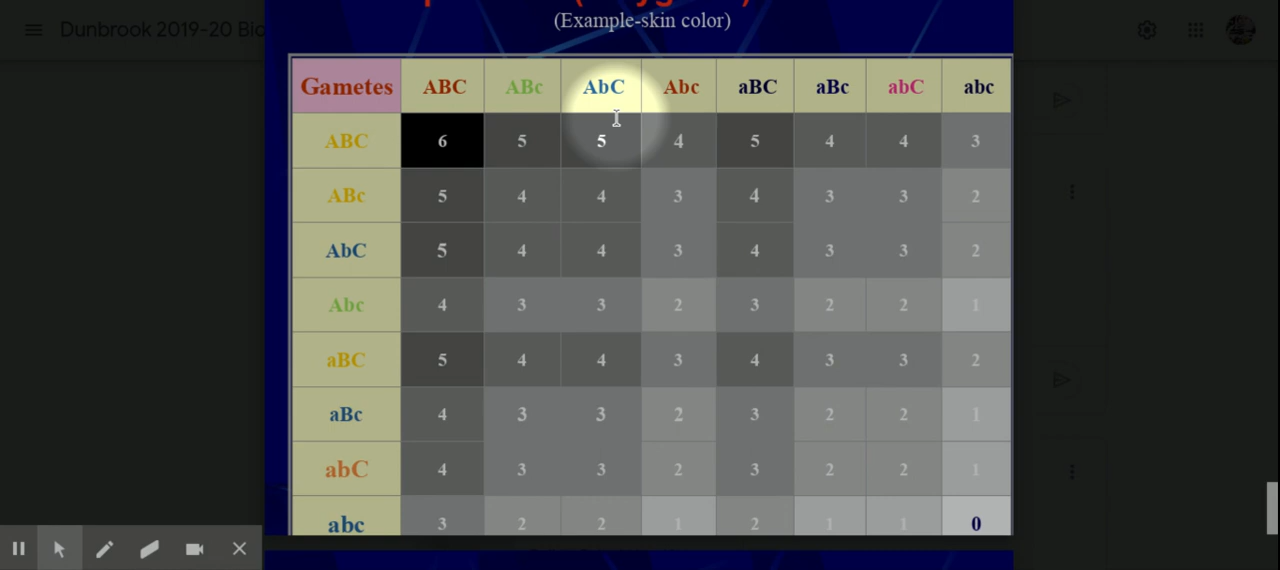 Dunbrook 2019-20 Bio
(Example-skin color)
Gametes ABC ABc AbC Abc aBC aBc abC abc
ABC 6 5 5 4 5 4 4 3
ABc 5 4 4 3 4 3 3 2
AbC 5 4 4 3 4 3 3 2
Abc 4 3 3 2 3 2 2 1
aBC 5 4 4 3 4 3 3 2
aBc 4 3 3 2 3 2 2 1
abC 4 3 3 2 3 2 2 1
abc 3 2 2 1 2 1 1 0